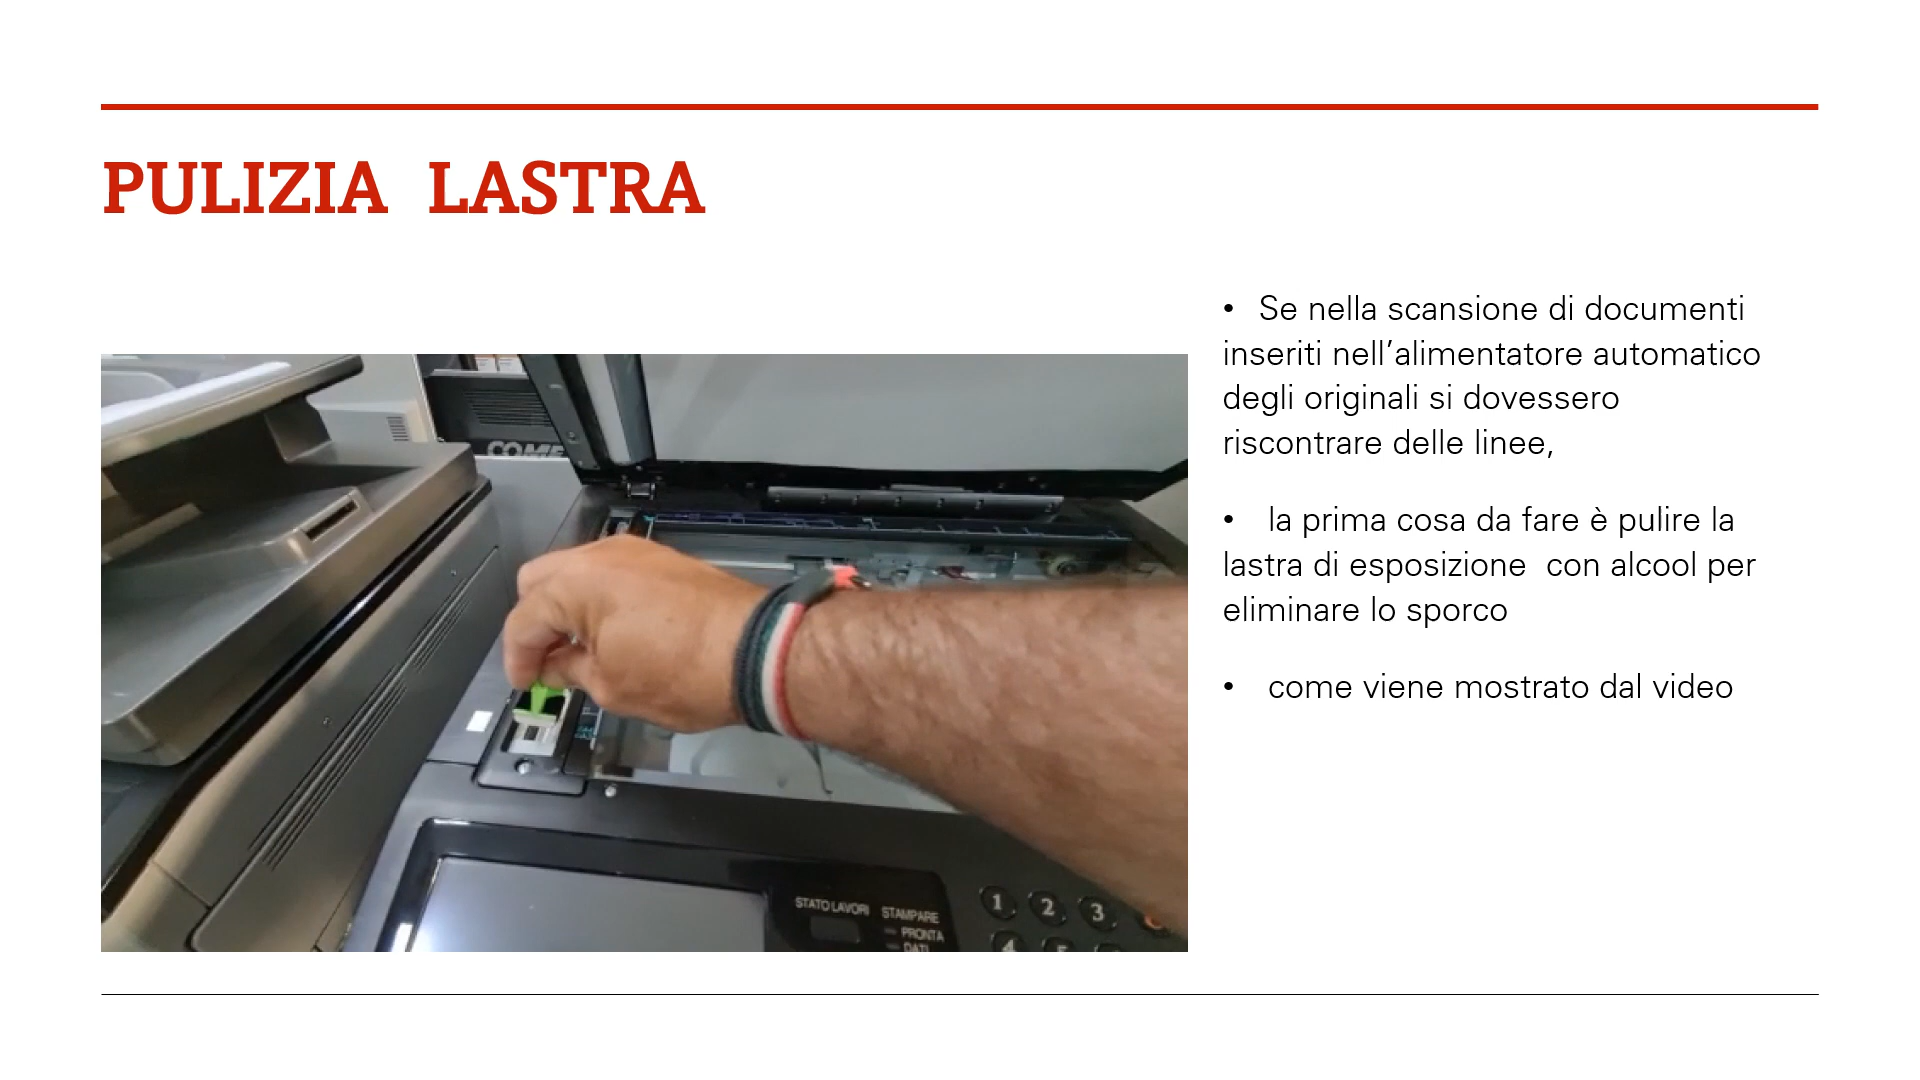 PULIZIA LASTRA
• Se nella scansione di documenti
inseriti nell’alimentatore automatico
degli originali si dovessero
riscontrare delle linee,
• la prima cosa da fare è pulire la
lastra di esposizione con alcool per
eliminare lo sporco
• come viene mostrato dal video
STATO LAVORI STAMPARE
PRONTA
DATI
1 2 3
4 5